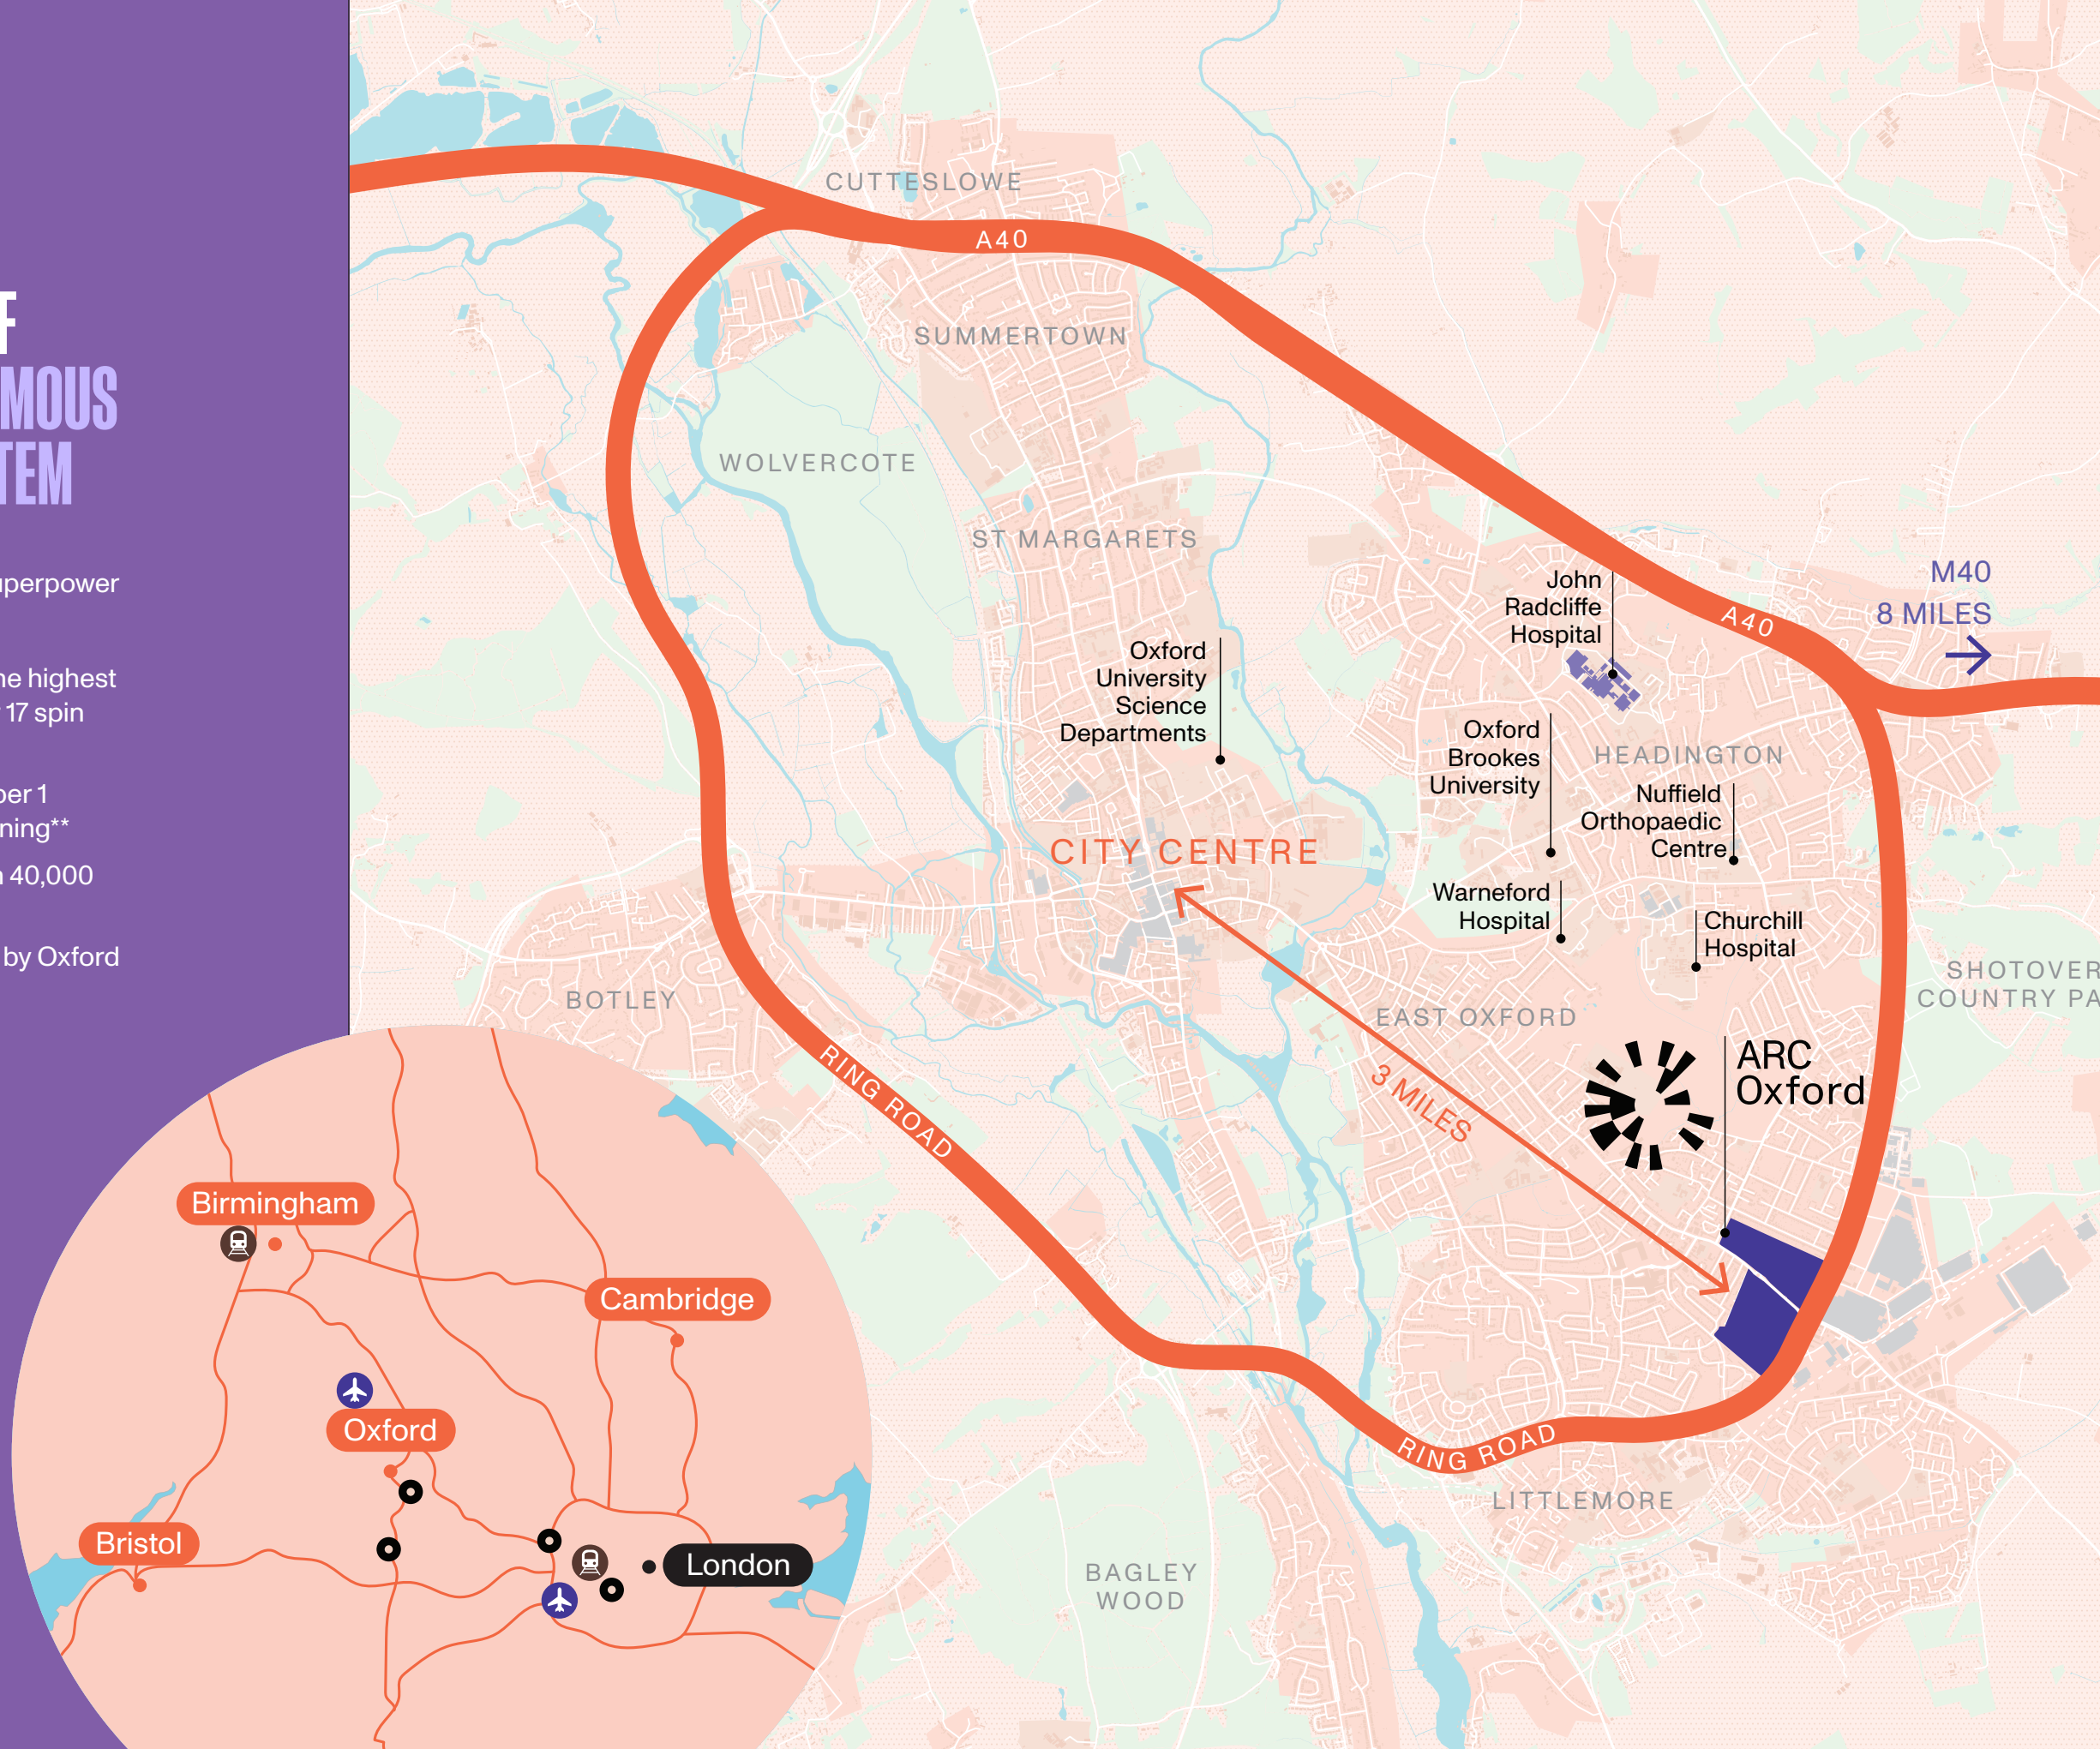 F
MOUS
TEM
uperpower
ne highest
17 spin
per 1
ning**
40,000
by Oxford
CUTTESLOWE
A40
SUMMERTOWN
WOLVERCOTE
ST MARGARETS
John
Radcliffe
Hospital
A40
M40
8 MILES
Oxford
University
Science
Departments
Oxford
Brookes
University
HEADINGTON
Nuffield
Orthopaedic
Centre
CITY CENTRE
Warneford
Hospital
Churchill
Hospital
SHOTOVER
COUNTRY PA
BOTLEY
EAST OXFORD
RING ROAD
3 MILES
ARC
Oxford
RING ROAD
LITTLEMORE
BAGLEY
WOOD
Birmingham
Cambridge
Oxford
Bristol
London